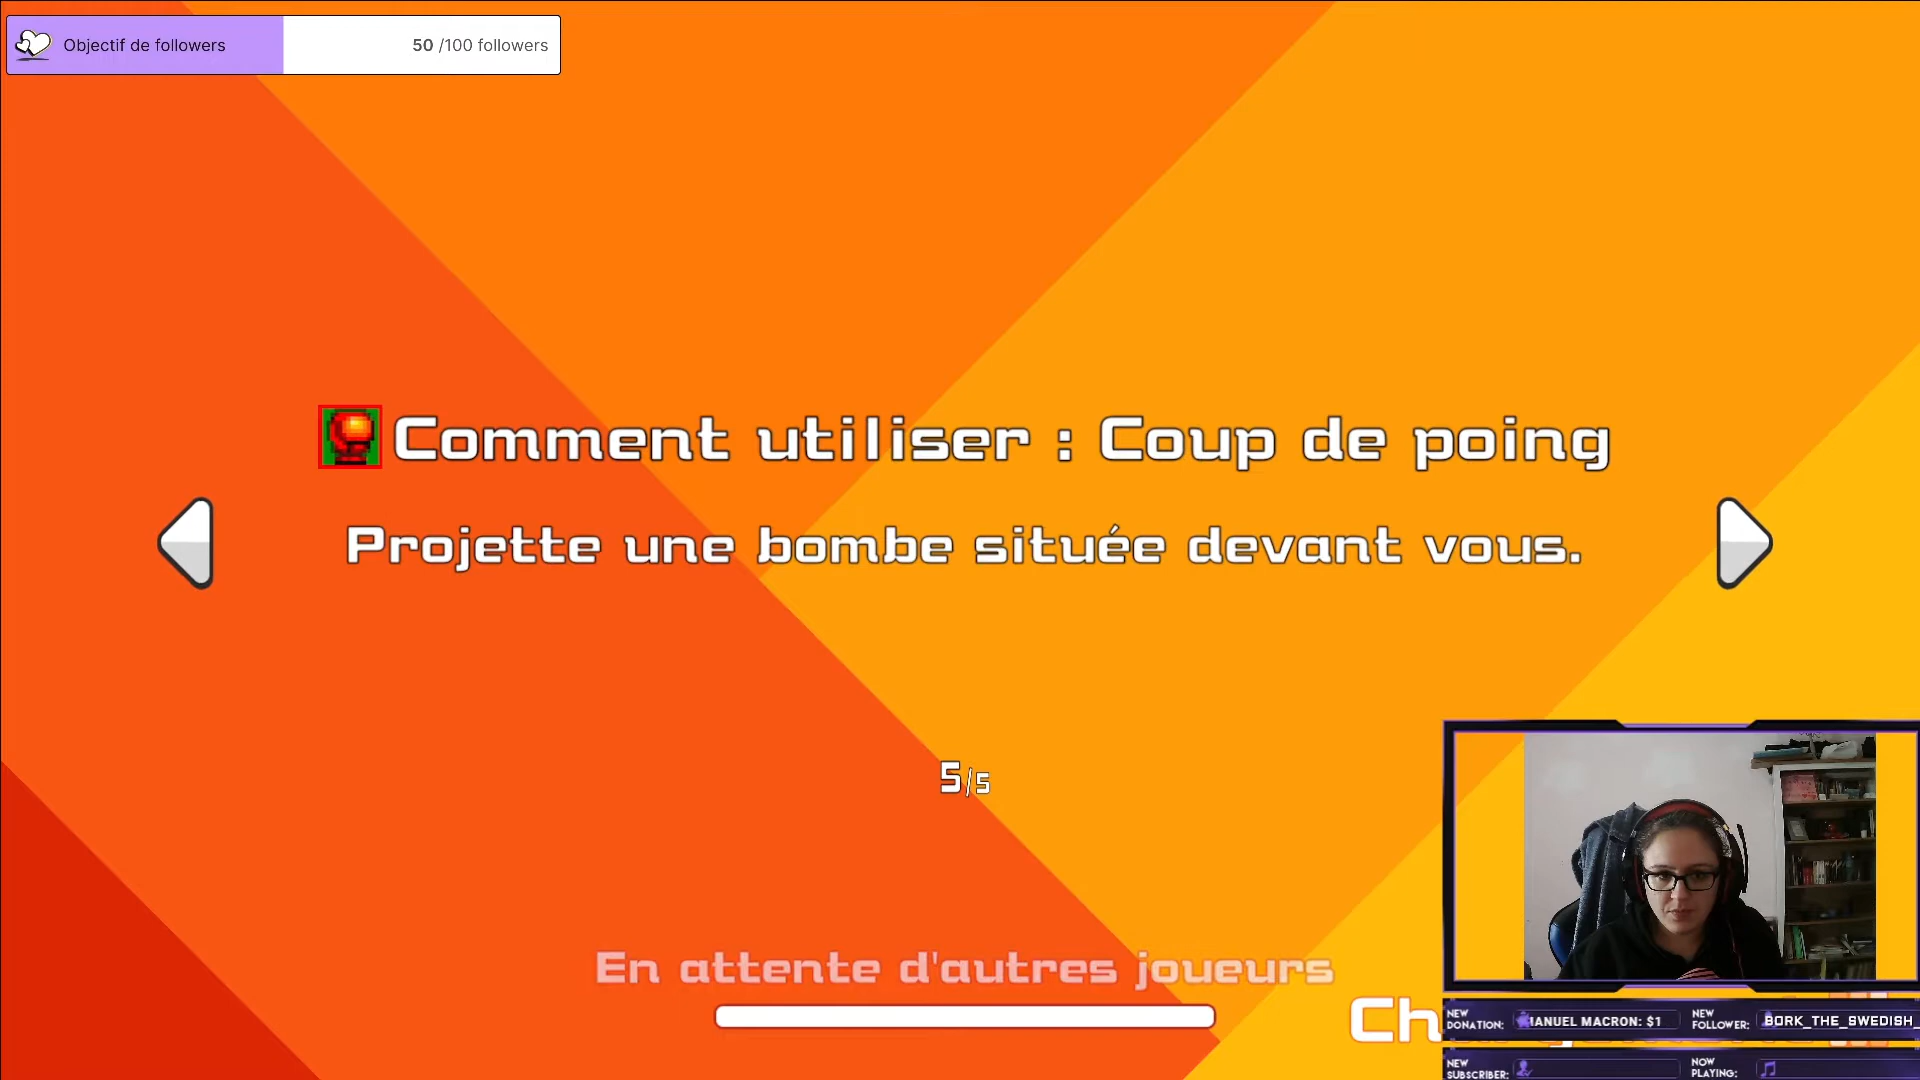 Objectif de followers
50 /100 followers
Comment utiliser : Coup de poing
Projette une bombe située devant vous.
5/5
En attente d'autres joueurs
Ch
NEW DONATION:
MANUEL MACRON: $1
NEW FOLLOWER:
BORK_THE_SWEDISH_
NEW SUBSCRIBER:
NOW PLAYING: